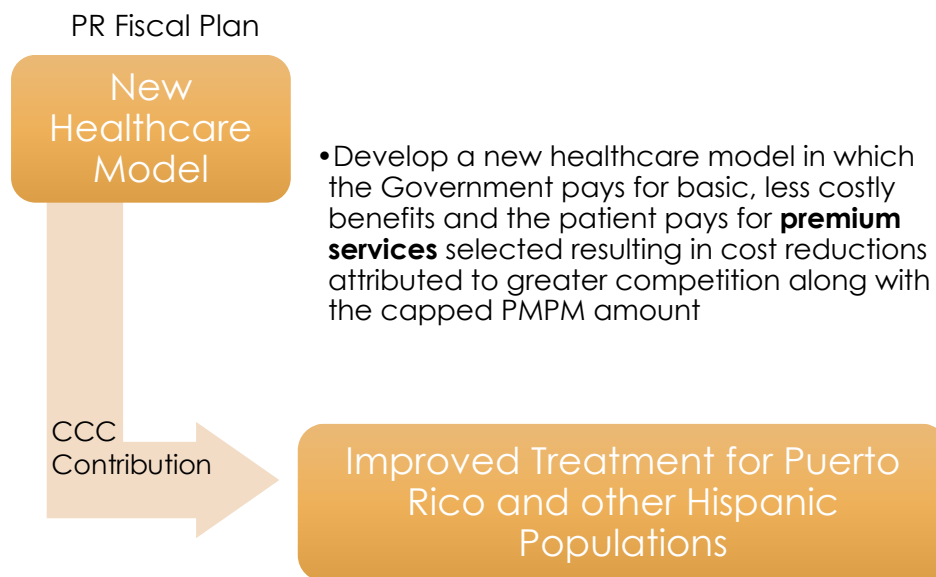 PR Fiscal Plan
New
Healthcare
Model
•Develop a new healthcare model in which
the Government pays for basic, less costly
benefits and the patient pays for premium
services selected resulting in cost reductions
attributed to greater competition along with
the capped PMPM amount
CCC
Contribution
Improved Treatment for Puerto
Rico and other Hispanic
Populations